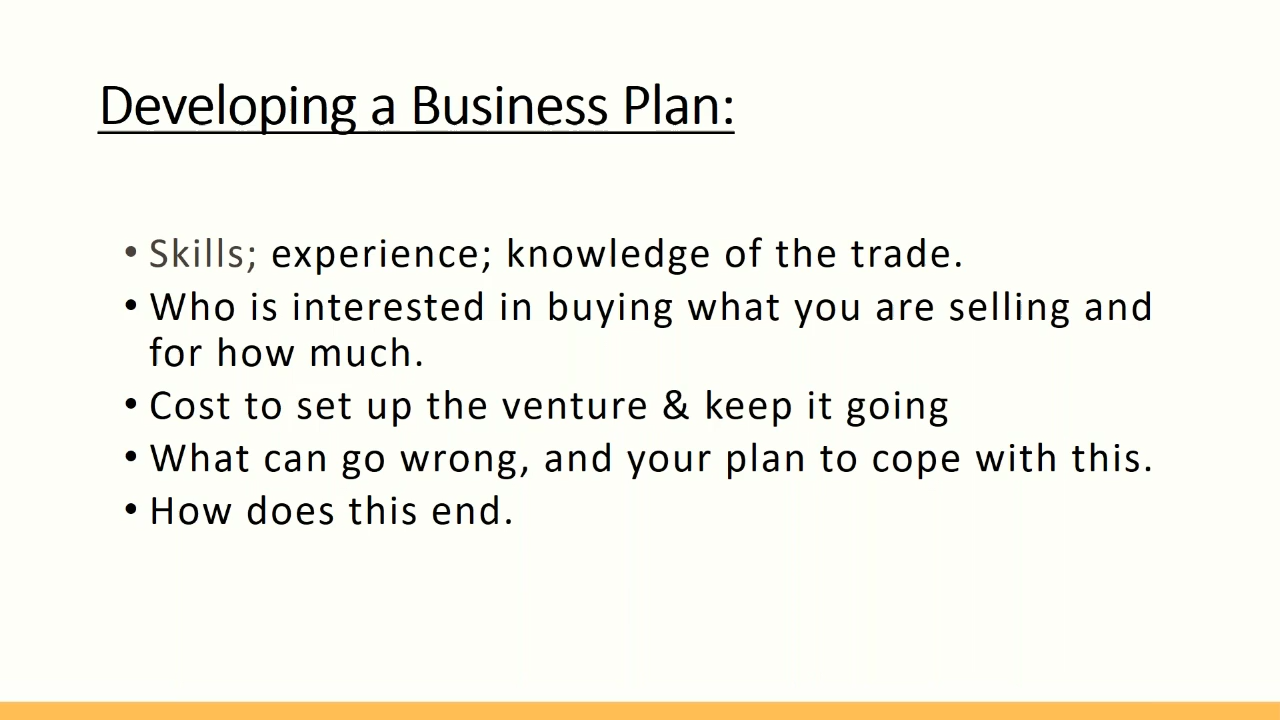 Developing a Business Plan:
• Skills; experience; knowledge of the trade.
• Who is interested in buying what you are selling and
for how much.
• Cost to set up the venture & keep it going
• What can go wrong, and your plan to cope with this.
• How does this end.